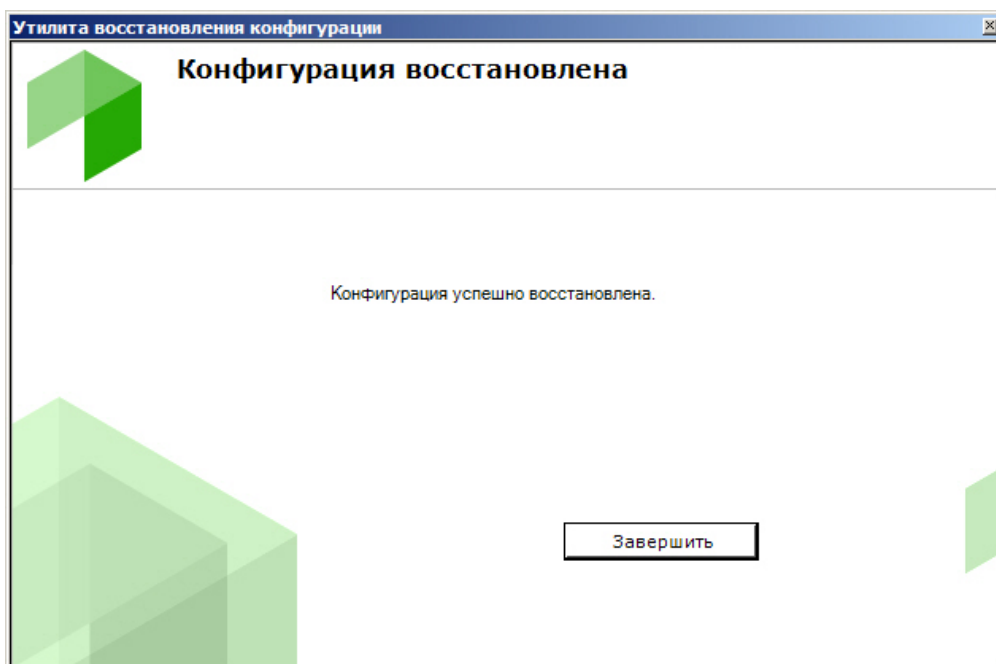 Утилита восстановления конфигурации
Конфигурация восстановлена
Конфигурация успешно восстановлена.
Завершить